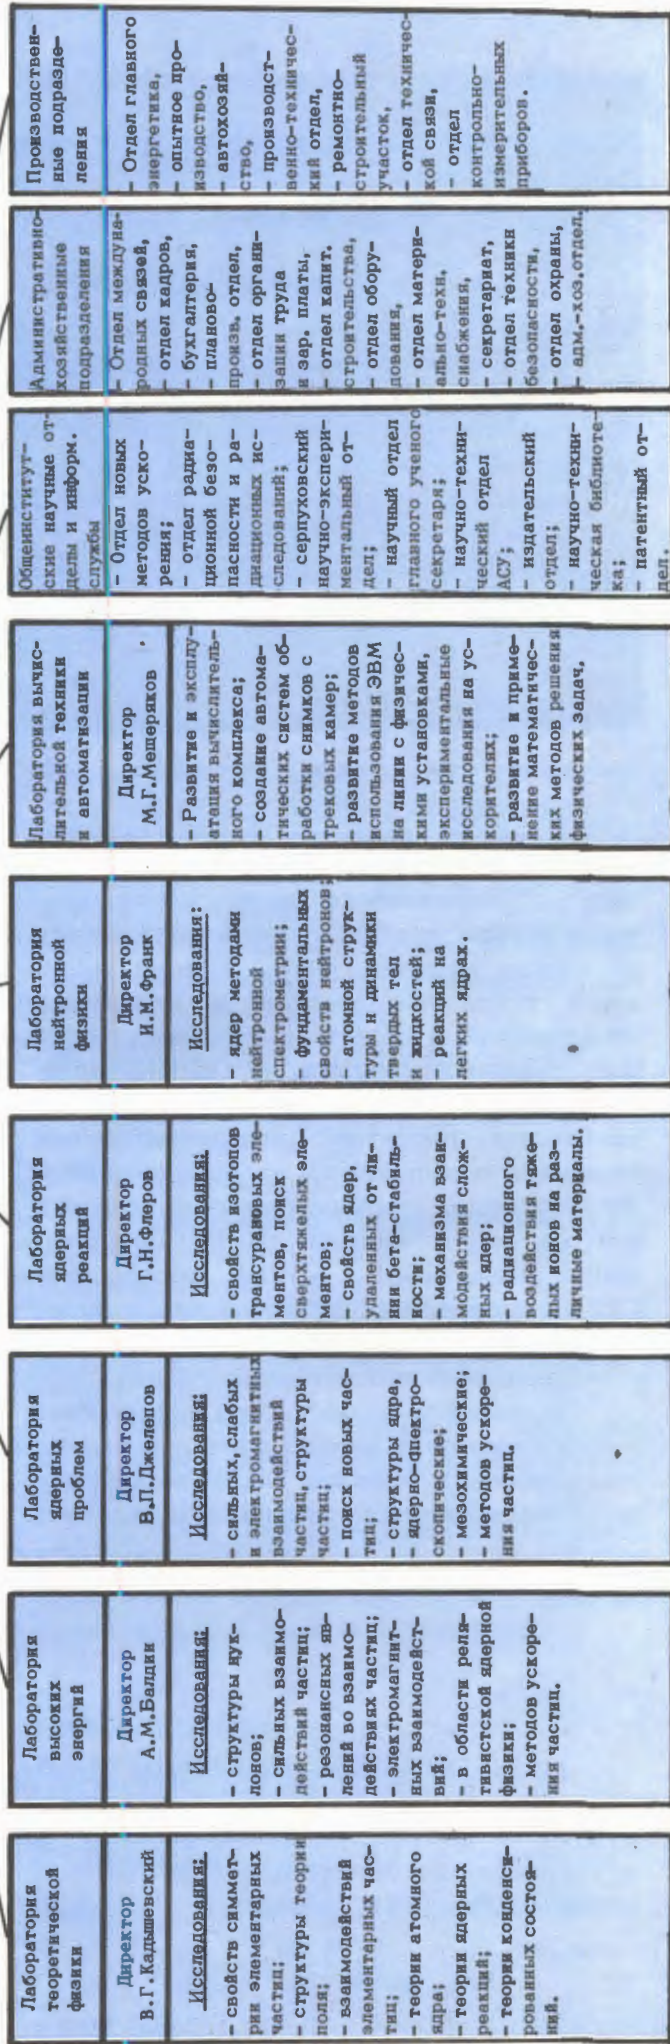 Лаборатория
теоретической
физики
Директор
В.Г.Кадышевский
Исследования:
- свойств симмет-
рии элементарных
частиц;
- структуры теории
поля;
- взаимодействий
элементарных час-
тиц;
- теории атомного
ядра;
- теории ядерных
реакций;
- теории конденси-
рованных состоя-
ний.
Лаборатория
высоких
энергий
Директор
А.М.Балдин
Исследования:
- структуры нук-
лонов;
- сильных взаимо-
действий частиц;
- резонансных яв-
лений во взаимо-
действиях частиц;
- электромагнит-
ных взаимодейст-
вий;
- в области реля-
тивистской ядерной
физики;
- методов ускоре-
ния частиц.
Лаборатория
ядерных
проблем
Директор
В.П.Джелепов
Исследования:
- сильных, слабых
и электромагнитных
взаимодействий
частиц, структуры
частиц;
- поиск новых час-
тиц;
- структуры ядра,
- ядерно-спектро-
скопические;
- мезохимические;
- методов ускоре-
ния частиц.
Лаборатория
ядерных
реакций
Директор
Г.Н.Флеров
Исследования:
- свойств изотопов
трансурановых эле-
ментов, поиск
сверхтяжелых эле-
ментов;
- свойств ядер,
удаленных от ли-
нии бета-стабиль-
ности;
- механизма взаи-
модействия слож-
ных ядер;
- радиационного
воздействия тяже-
лых ионов на раз-
личные материалы.
Лаборатория
нейтронной
физики
Директор
И.М.Франк
Исследования:
- ядер методами
нейтронной
спектрометрии;
- фундаментальных
свойств нейтронов;
- атомной струк-
туры и динамики
твердых тел
и жидкостей;
- реакций на
легких ядрах.
Лаборатория вычис-
лительной техники
и автоматизации
Директор
М.Г.Мещеряков
- Развитие и эксплу-
атация вычислитель-
ного комплекса;
- создание автома-
тических систем об-
работки снимков с
трековых камер;
- развитие методов
использования ЭВМ
на линии с физичес-
кими установками,
экспериментальные
исследования на ус-
корителях;
- развитие и приме-
нение математичес-
ких методов решения
физических задач.
Общеинститут-
ские научные от-
делы и информ.
службы
- Отдел новых
методов уско-
рения;
- отдел радиа-
ционной безо-
пасности и ра-
диационных ис-
следований;
- серпуховский
научно-экспери-
ментальный от-
дел;
- научный отдел
главного ученого
секретаря;
- научно-техни-
ческий отдел
АСУ;
- издательский
отдел;
- научно-техни-
ческая библиоте-
ка;
- патентный от-
дел.
Административно-
хозяйственные
подразделения
- Отдел междуна-
родных связей,
- отдел кадров,
- бухгалтерия,
- планово-
произв. отдел,
- отдел органи-
зации труда
и зар. платы,
- отдел капит.
строительства,
- отдел обору-
дования,
- отдел матери-
ально-техн.
снабжения,
- секретариат,
- отдел техники
безопасности,
- отдел охраны,
- адм.-хоз.отдел.
Производствен-
ные подразде-
ления
- Отдел главного
энергетика,
- опытное про-
изводство,
- автохозяй-
ство,
- производст-
венно-техничес-
кий отдел,
- ремонтно-
строительный
участок,
- отдел техничес-
кой связи,
- отдел
контрольно-
измерительных
приборов.